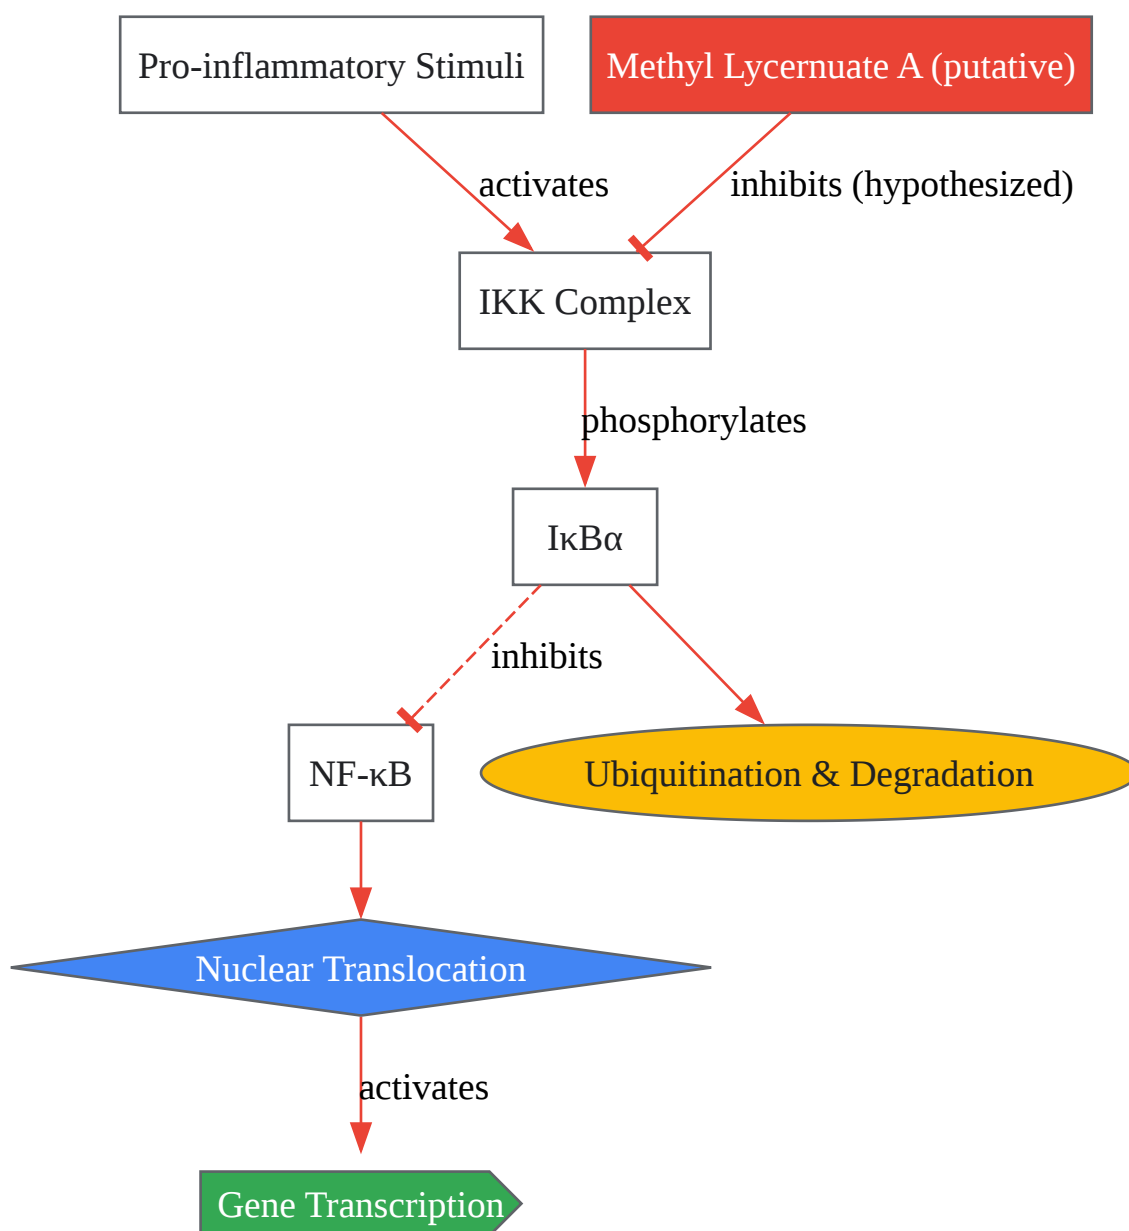 Pro-inflammatory Stimuli
Methyl Lycernuate A (putative)
activates
inhibits (hypothesized)
IKK Complex
phosphorylates
IκBα
inhibits
NF-κB
Ubiquitination & Degradation
Nuclear Translocation
activates
Gene Transcription